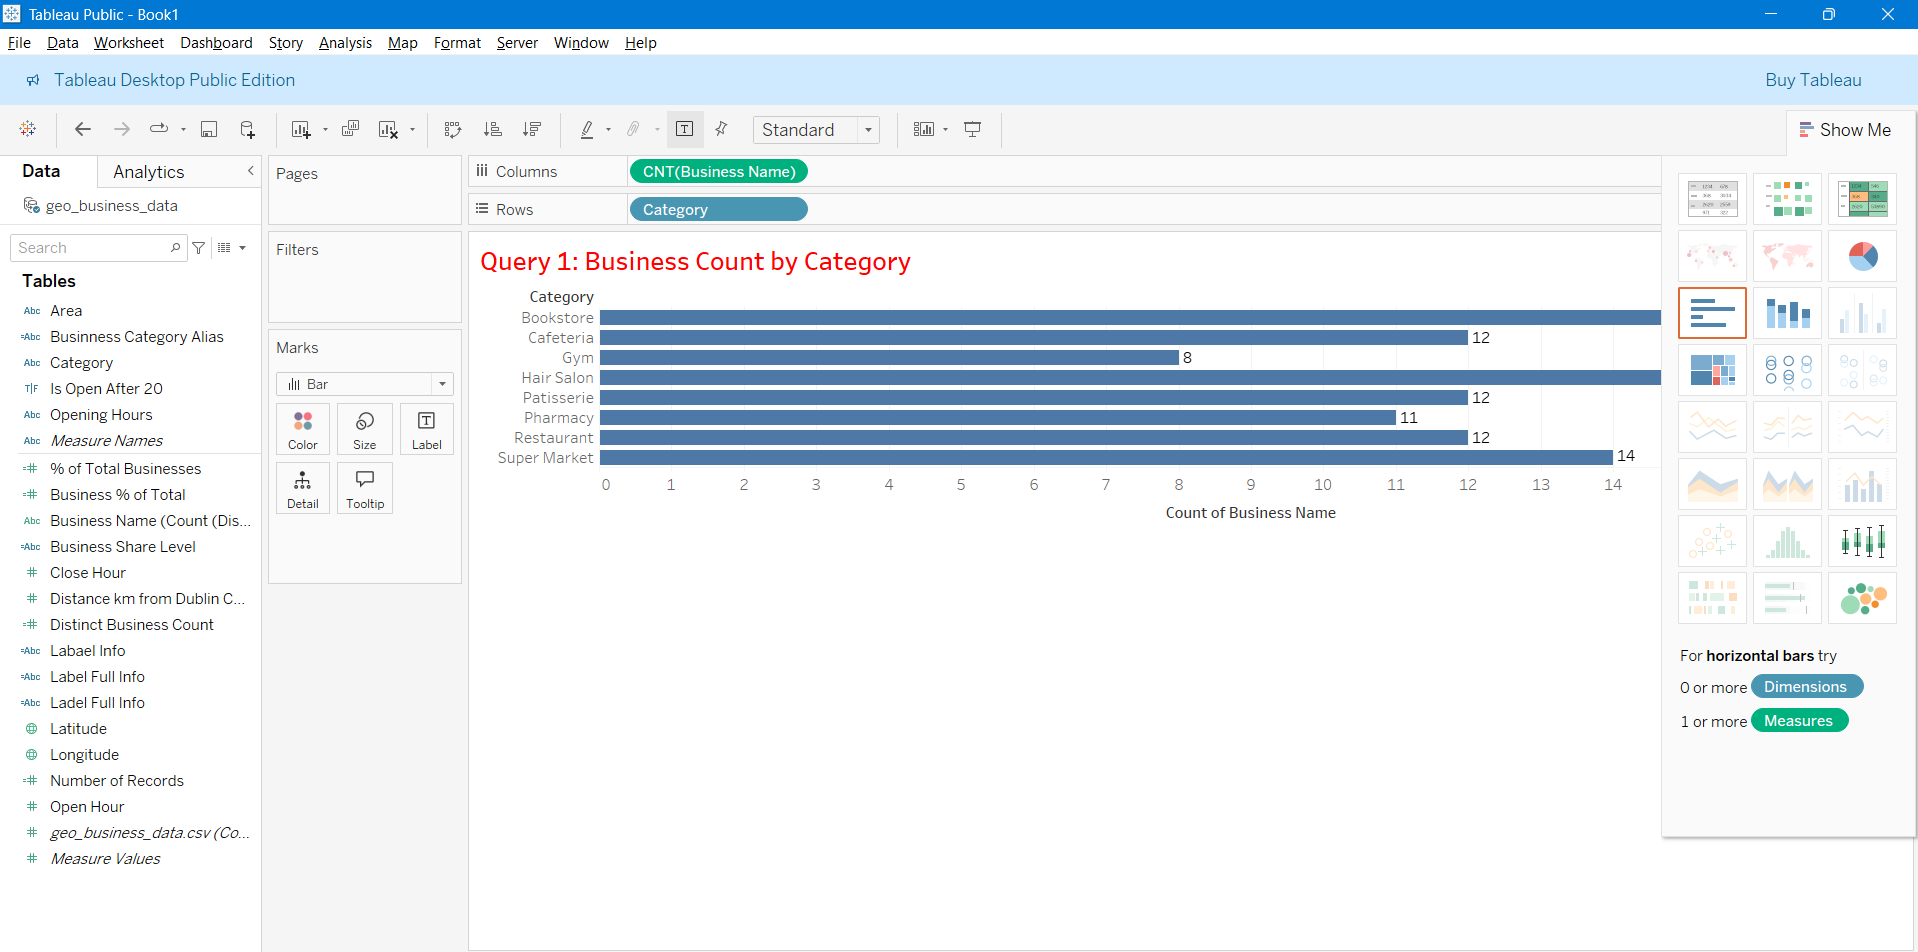 Tableau Public - Book1
File Data Worksheet Dashboard Story Analysis Map Format Server Window Help
Tableau Desktop Public Edition
Buy Tableau
Standard
Show Me
Data
Analytics
geo_business_data
Search
Tables
Abc Area
=Abc Businness Category Alias
Abc Category
T|F Is Open After 20
Abc Opening Hours
Abc Measure Names
=# % of Total Businesses
=# Business % of Total
Abc Business Name (Count (Dis...
=Abc Business Share Level
# Close Hour
# Distance km from Dublin C...
=# Distinct Business Count
=Abc Labael Info
=Abc Label Full Info
=Abc Ladel Full Info
Latitude
Longitude
=# Number of Records
# Open Hour
# geo_business_data.csv (Co...
# Measure Values
Pages
Filters
Marks
Bar
Color Size Label
Detail Tooltip
Columns CNT(Business Name)
Rows Category
Query 1: Business Count by Category
Category
Bookstore
Cafeteria 12
Gym 8
Hair Salon
Patisserie 12
Pharmacy 11
Restaurant 12
Super Market 14
0 1 2 3 4 5 6 7 8 9 10 11 12 13 14
Count of Business Name
For horizontal bars try
0 or more Dimensions
1 or more Measures